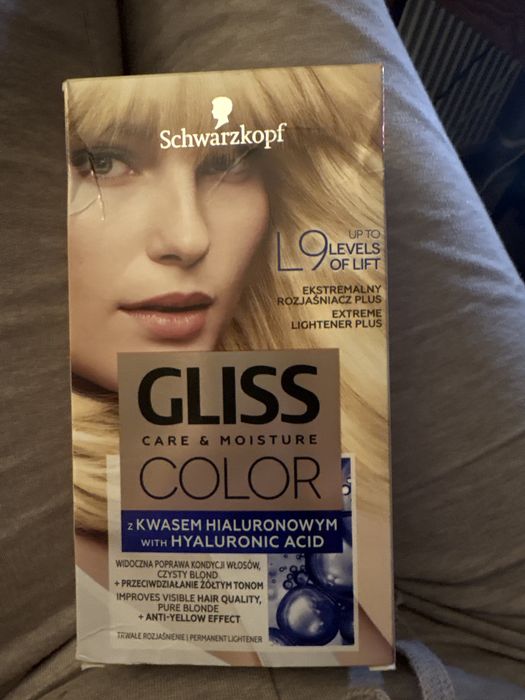 Schwarzkopf
L9
UP TO
LEVELS
OF LIFT
EKSTREMALNY
ROZJAŚNIACZ PLUS
EXTREME
LIGHTENER PLUS
GLISS
CARE & MOISTURE
COLOR
z KWASEM HIALURONOWYM
WITH HYALURONIC ACID
WIDOCZNA POPRAWA KONDYCJI WŁOSÓW,
CZYSTY BLOND
+ PRZECIWDZIAŁANIE ŻÓŁTYM TONOM
IMPROVES VISIBLE HAIR QUALITY,
PURE BLONDE
+ ANTI-YELLOW EFFECT
TRWAŁE ROZJAŚNIENIE | PERMANENT LIGHTENER